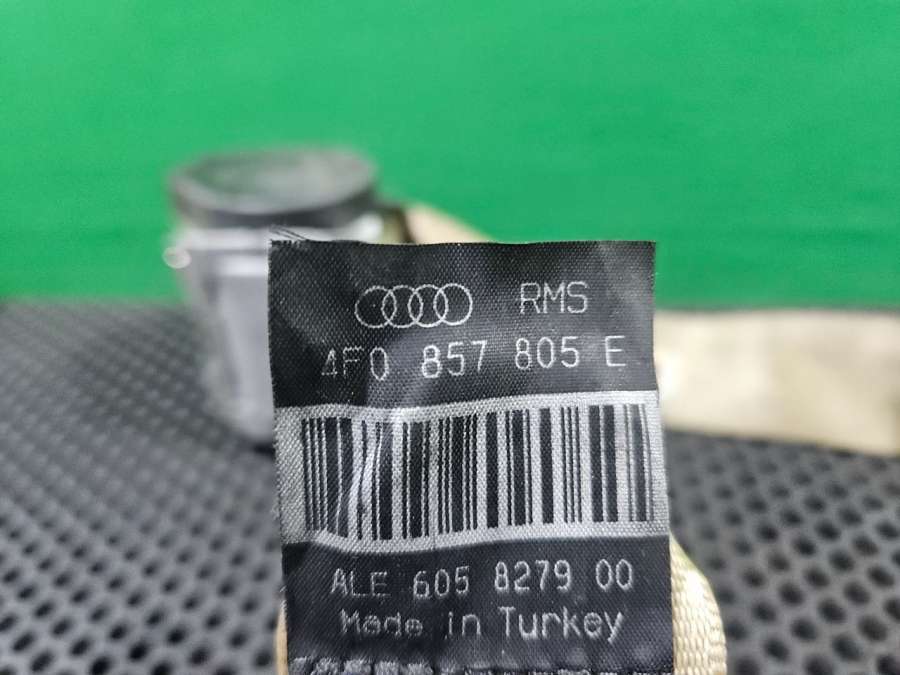 RMS
4F0 857 805 E
ALE 605 8279 00
Made in Turkey